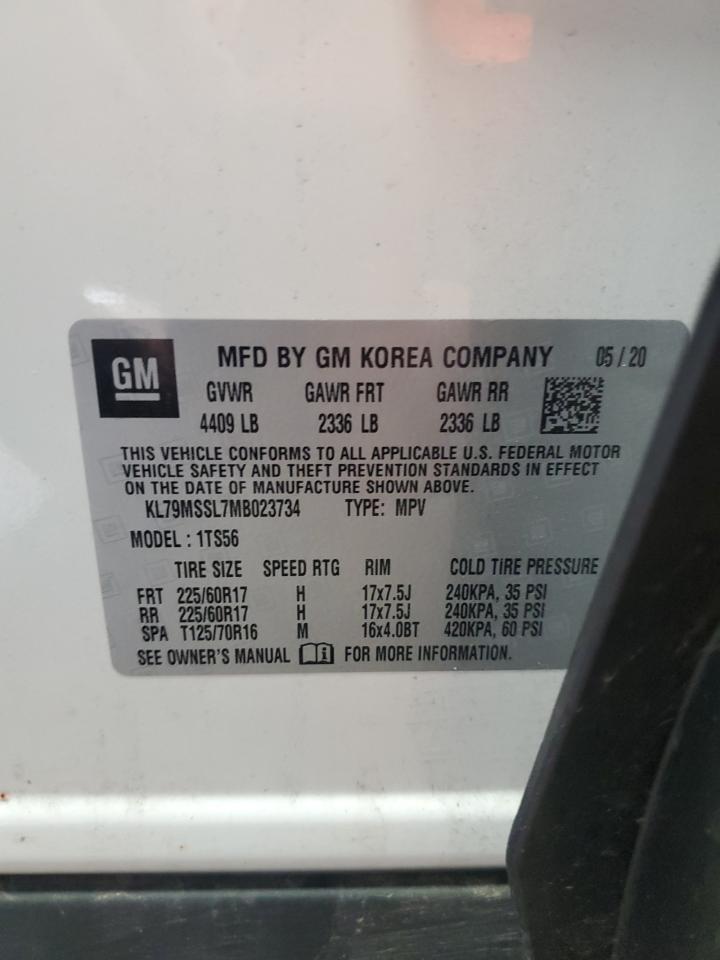 GM MFD BY GM KOREA COMPANY 05/20
GVWR GAWR FRT GAWR RR
4409 LB 2336 LB 2336 LB
THIS VEHICLE CONFORMS TO ALL APPLICABLE U.S. FEDERAL MOTOR
VEHICLE SAFETY AND THEFT PREVENTION STANDARDS IN EFFECT
ON THE DATE OF MANUFACTURE SHOWN ABOVE.
KL79MSSL7MB023734 TYPE: MPV
MODEL : 1TS56
TIRE SIZE SPEED RTG RIM COLD TIRE PRESSURE
FRT 225/60R17 H 17x7.5J 240KPA, 35 PSI
RR 225/60R17 H 17x7.5J 240KPA, 35 PSI
SPA T125/70R16 M 16x4.0BT 420KPA, 60 PSI
SEE OWNER'S MANUAL FOR MORE INFORMATION.